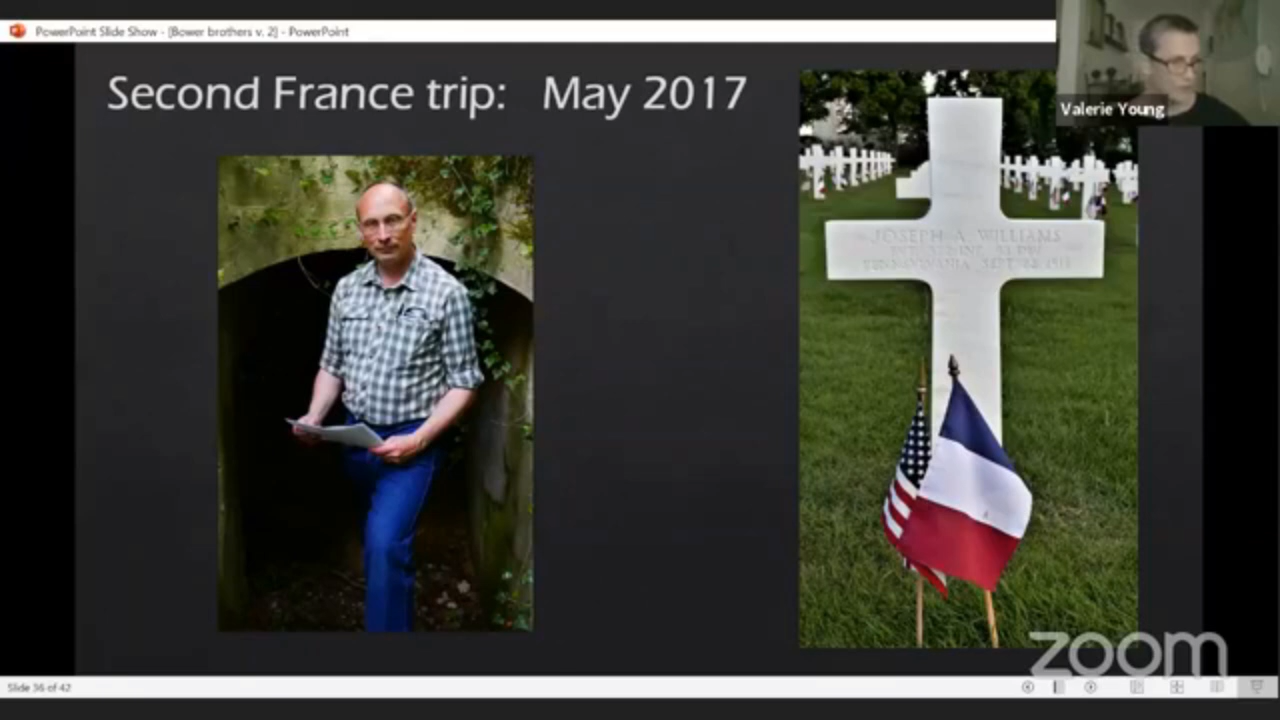 PowerPoint Slide Show - [Bower brothers v. 2] - PowerPoint
Second France trip: May 2017
Valerie Young
JOSEPH A WILLIAMS
PENNSYLVANIA SEPT
zoom
Slide 36 of 42